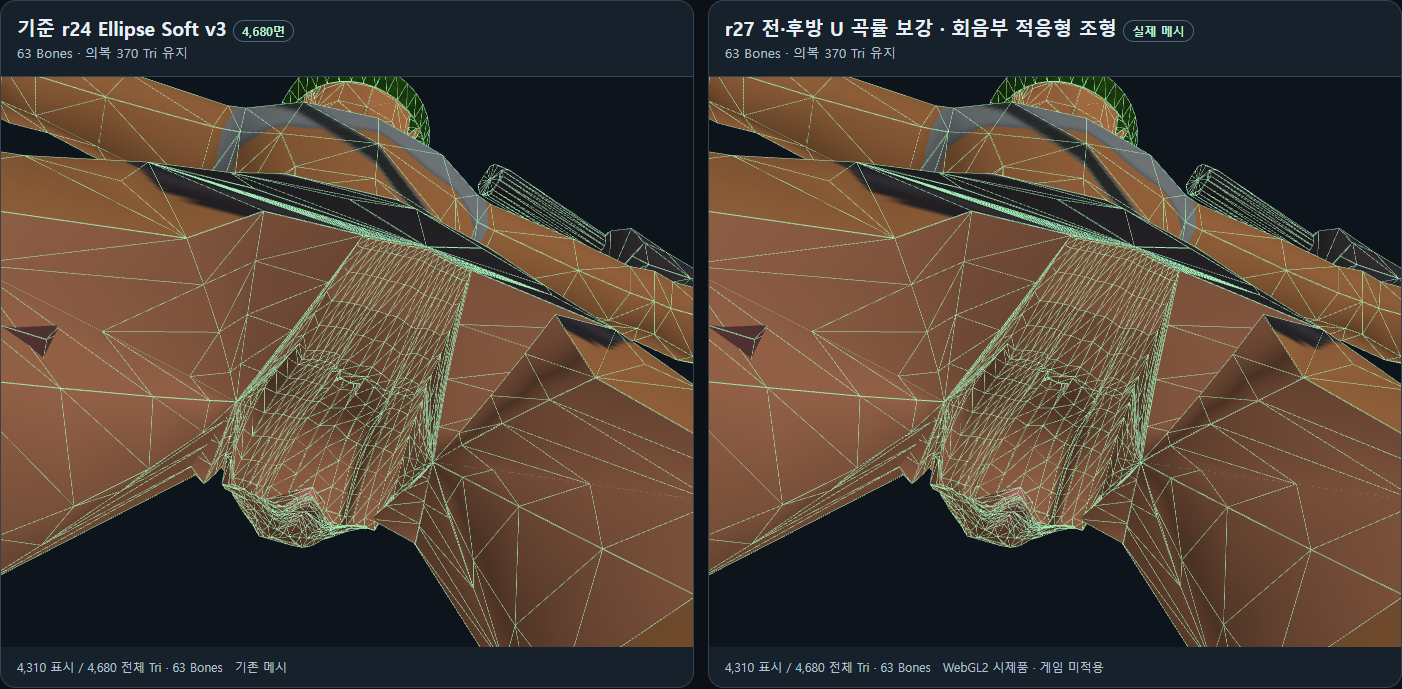 기준 r24 Ellipse Soft v3 4,680면
63 Bones · 의복 370 Tri 유지
4,310 표시 / 4,680 전체 Tri · 63 Bones 기존 메시
r27 전·후방 U 곡률 보강 · 회음부 적응형 조형 실제 메시
63 Bones · 의복 370 Tri 유지
4,310 표시 / 4,680 전체 Tri · 63 Bones WebGL2 시제품 · 게임 미적용